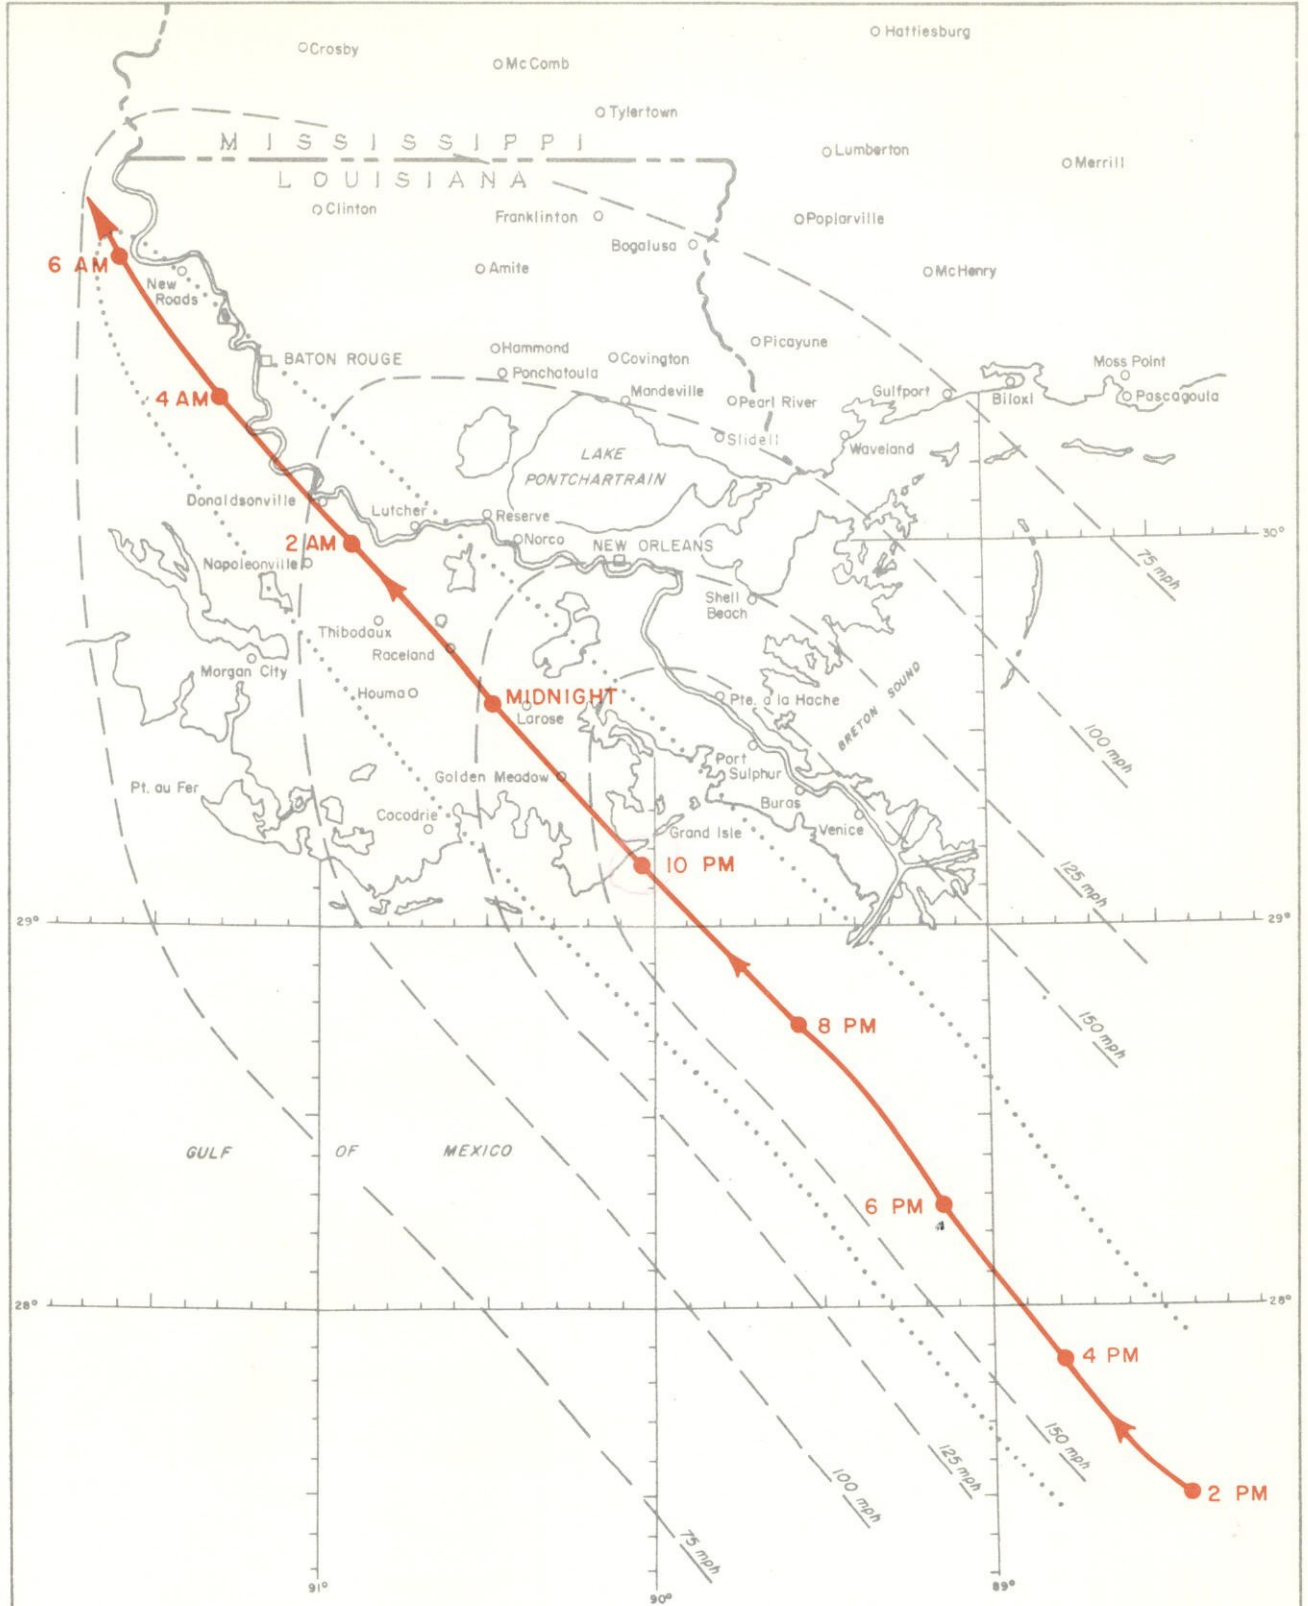 Hattiesburg
Crosby
McComb
Tylertown
MISSISSIPPI
Lumberton
Merrill
LOUISIANA
Clinton
Franklinton
Poplarville
Bogalusa
6 AM
Amite
McHenry
New
Roads
Hammond
Picayune
BATON ROUGE
Covington
Moss Point
Ponchatoula
4 AM
Mandeville
Pearl River
Gulfport
Biloxi
Pascagoula
Slidell
Waveland
LAKE
PONTCHARTRAIN
Donaldsonville
Lutcher
Reserve
30°
2 AM
Norco
NEW ORLEANS
Napoleonville
75 mph
Shell
Beach
Thibodaux
Raceland
Morgan City
BRETON SOUND
Houma
MIDNIGHT
Larose
Pte. a la Hache
100 mph
Port
Sulphur
Golden Meadow
Pt. au Fer
Buras
Cocodrie
Grand Isle
Venice
10 PM
125 mph
29°
29°
8 PM
150 mph
GULF OF MEXICO
6 PM
28°
28°
4 PM
150 mph
125 mph
100 mph
2 PM
75 mph
91°
90°
89°